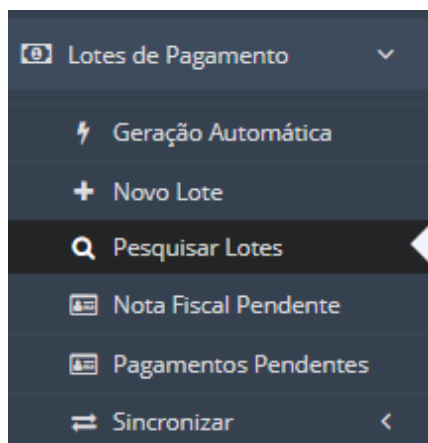 Lotes de Pagamento
Geração Automática
Novo Lote
Pesquisar Lotes
Nota Fiscal Pendente
Pagamentos Pendentes
Sincronizar